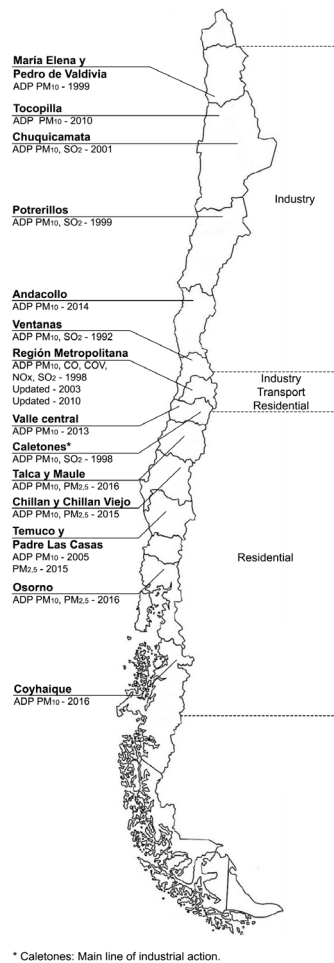 María Elena y
Pedro de Valdivia
ADP PM10 - 1999
Tocopilla
ADP PM10 - 2010
Chuquicamata
ADP PM10, SO2 - 2001
Industry
Potrerillos
ADP PM10, SO2 - 1999
Andacollo
ADP PM10 - 2014
Ventanas
ADP PM10, SO2 - 1992
Región Metropolitana
ADP PM10, CO, COV,
NOx, SO2 - 1998
Updated - 2003
Updated - 2010
Industry
Transport
Residential
Valle central
ADP PM10 - 2013
Caletones*
ADP PM10, SO2 - 1998
Talca y Maule
ADP PM10, PM2,5 - 2016
Chillan y Chillan Viejo
ADP PM10, PM2,5 - 2015
Temuco y
Padre Las Casas
ADP PM10 - 2005
PM2,5 - 2015
Residential
Osorno
ADP PM10, PM2,5 - 2016
Coyhaique
ADP PM10 - 2016
* Caletones: Main line of industrial action.